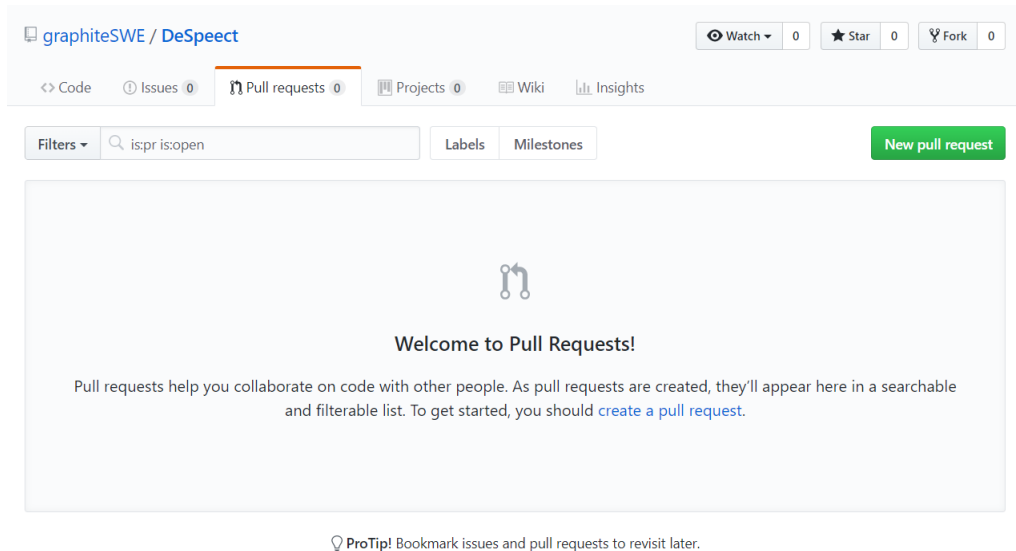 graphiteSWE / DeSpeect
Watch 0 Star 0 Fork 0
Code Issues 0 Pull requests 0 Projects 0 Wiki Insights
Filters is:pr is:open Labels Milestones New pull request
Welcome to Pull Requests!
Pull requests help you collaborate on code with other people. As pull requests are created, they’ll appear here in a searchable
and filterable list. To get started, you should create a pull request.
ProTip! Bookmark issues and pull requests to revisit later.